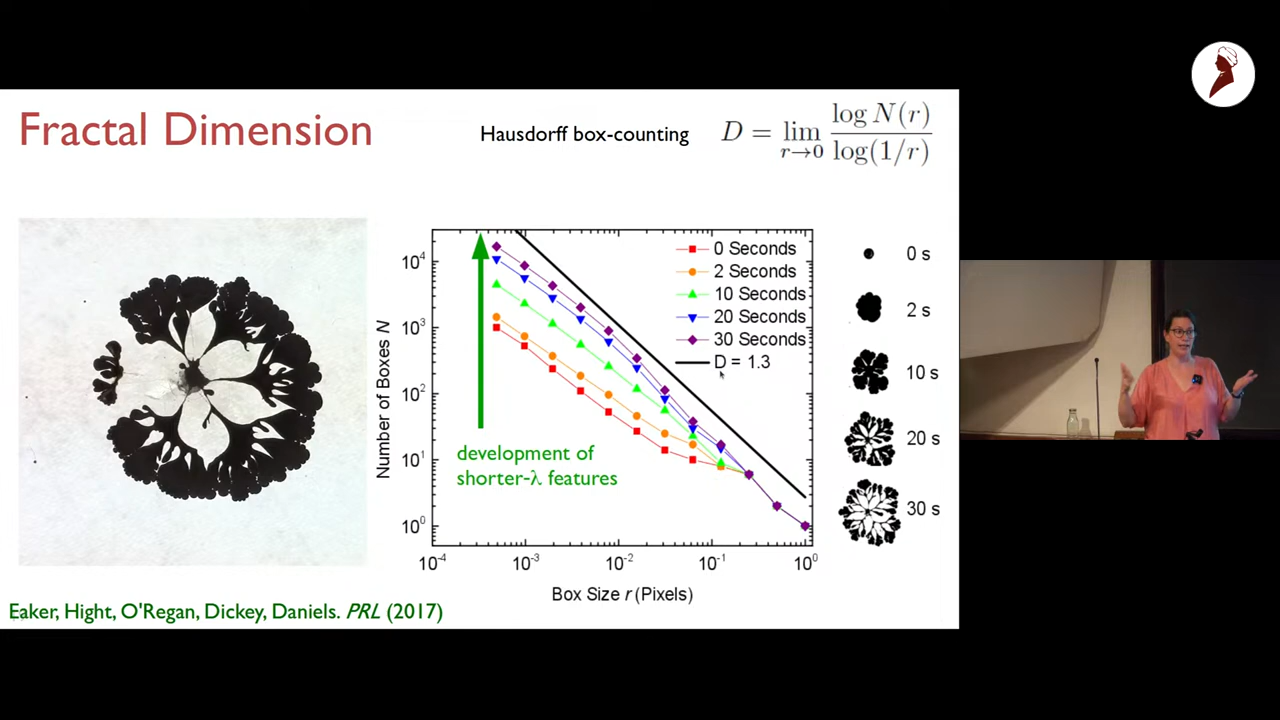 Fractal Dimension
Hausdorff box-counting
D = lim r→0 log N(r) / log(1/r)
0 Seconds
2 Seconds
10 Seconds
20 Seconds
30 Seconds
D = 1.3
Number of Boxes N
10⁴
10³
10²
10¹
10⁰
development of
shorter-λ features
10⁻⁴ 10⁻³ 10⁻² 10⁻¹ 10⁰
Box Size r (Pixels)
0 s
2 s
10 s
20 s
30 s
Eaker, Hight, O'Regan, Dickey, Daniels. PRL (2017)